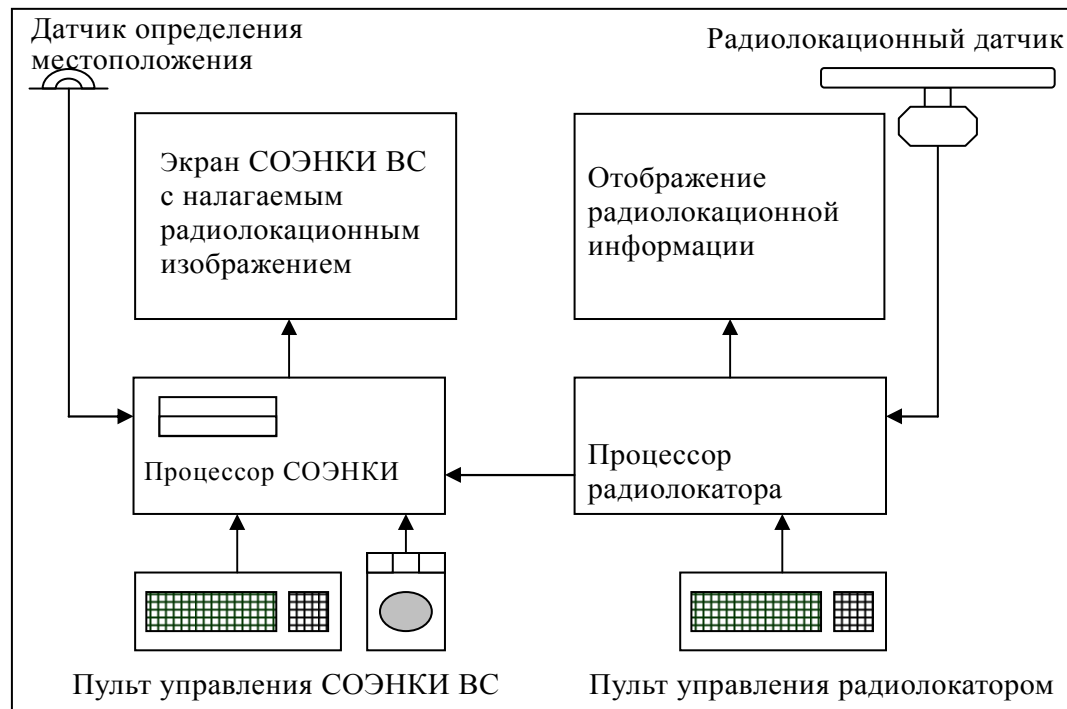 Датчик определения
местоположения
Радиолокационный датчик
Экран СОЭНКИ ВС
с налагаемым
радиолокационным
изображением
Отображение
радиолокационной
информации
Процессор СОЭНКИ
Процессор
радиолокатора
Пульт управления СОЭНКИ ВС
Пульт управления радиолокатором